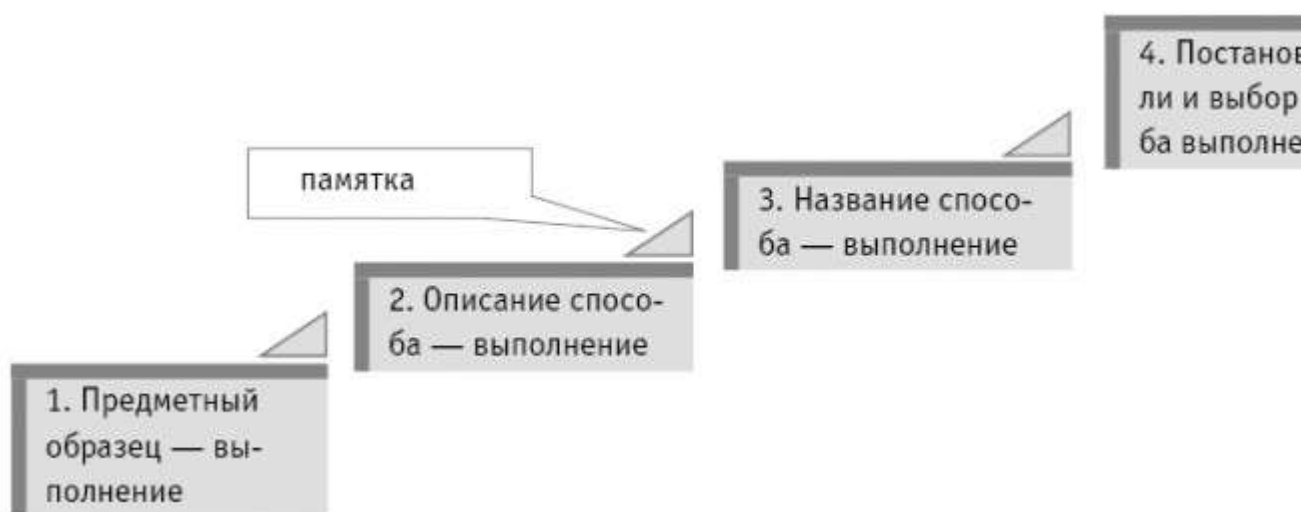 4. Постанов
ли и выбор
ба выполне
памятка
3. Название спосо-
ба — выполнение
2. Описание спосо-
ба — выполнение
1. Предметный
образец — вы-
полнение